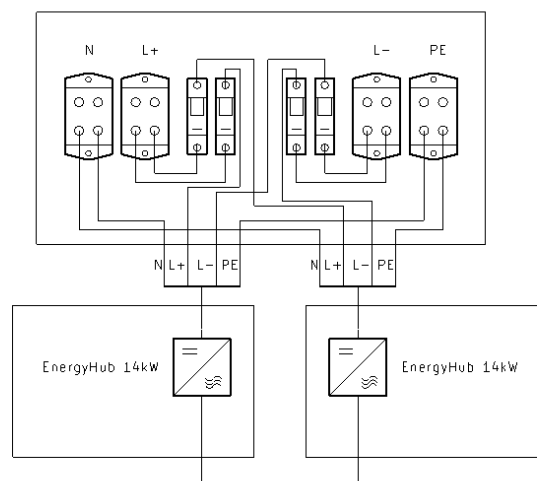 N L+ L- PE
N L+ L- PE N L+ L- PE
EnergyHub 14kW EnergyHub 14kW